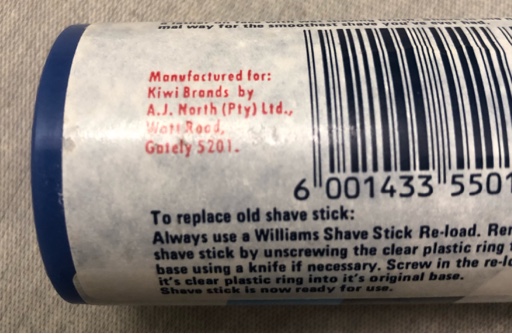 mal way for the smoothest shave you've ever had.
Manufactured for:
Kiwi Brands by
A.J. North (Pty) Ltd.,
Watt Road,
Gately 5201.
6 001433 5501
To replace old shave stick:
Always use a Williams Shave Stick Re-load. Rem
shave stick by unscrewing the clear plastic ring
base using a knife if necessary. Screw in the re-lo
it's clear plastic ring into it's original base.
Shave stick is now ready for use.